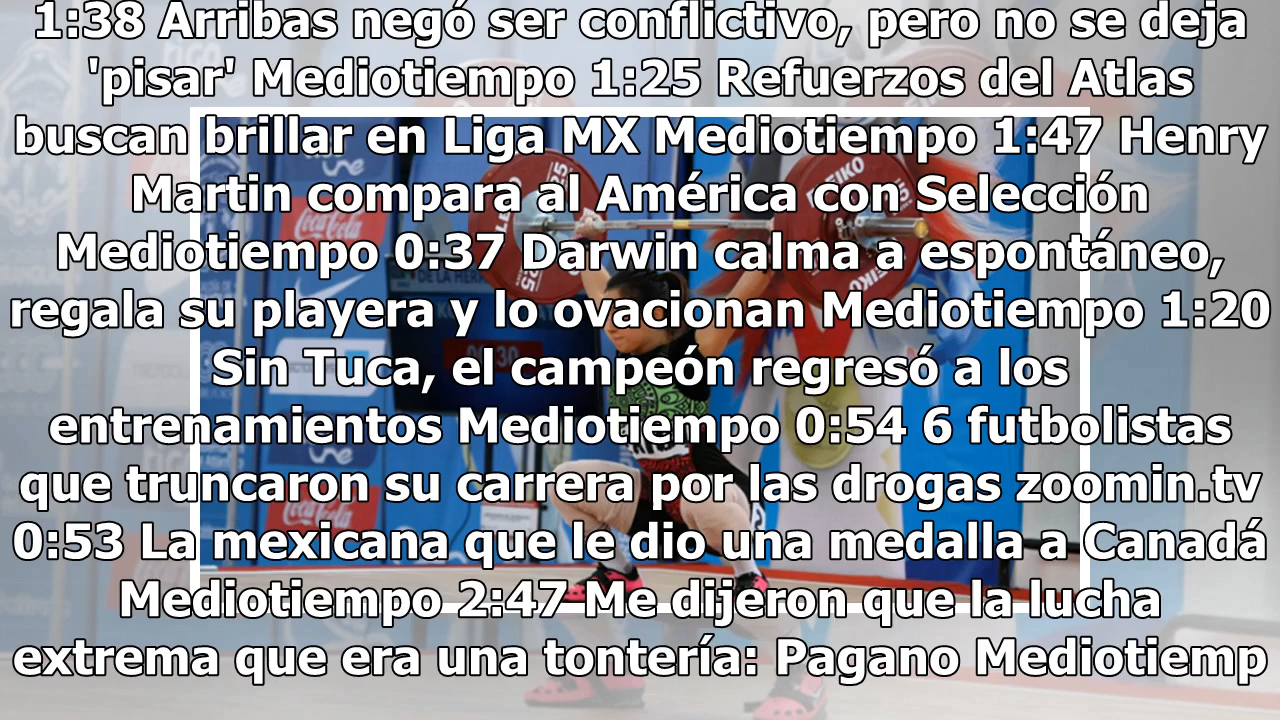 1:38 Arribas negó ser conflictivo, pero no se deja
'pisar' Mediotiempo 1:25 Refuerzos del Atlas
buscan brillar en Liga MX Mediotiempo 1:47 Henry
Martin compara al América con Selección
Mediotiempo 0:37 Darwin calma a espontáneo,
regala su playera y lo ovacionan Mediotiempo 1:20
Sin Tuca, el campeón regresó a los
entrenamientos Mediotiempo 0:54 6 futbolistas
que truncaron su carrera por las drogas zoomin.tv
0:53 La mexicana que le dio una medalla a Canadá
Mediotiempo 2:47 Me dijeron que la lucha
extrema que era una tontería: Pagano Mediotiemp
Coca-Cola
Coca-Cola